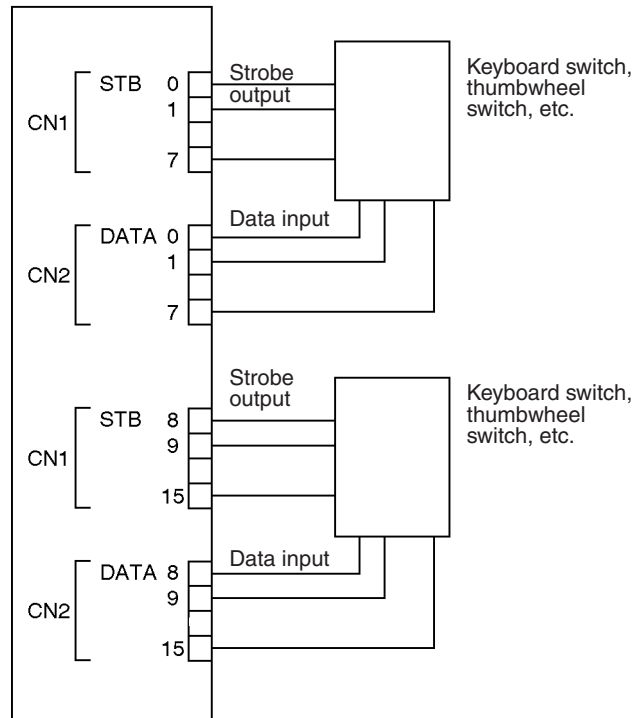 STB 0 Strobe
output
1
CN1
7
Keyboard switch,
thumbwheel
switch, etc.
DATA 0 Data input
1
CN2
7
Strobe
output
STB 8
9
CN1
15
Keyboard switch,
thumbwheel
switch, etc.
DATA 8 Data input
9
CN2
15